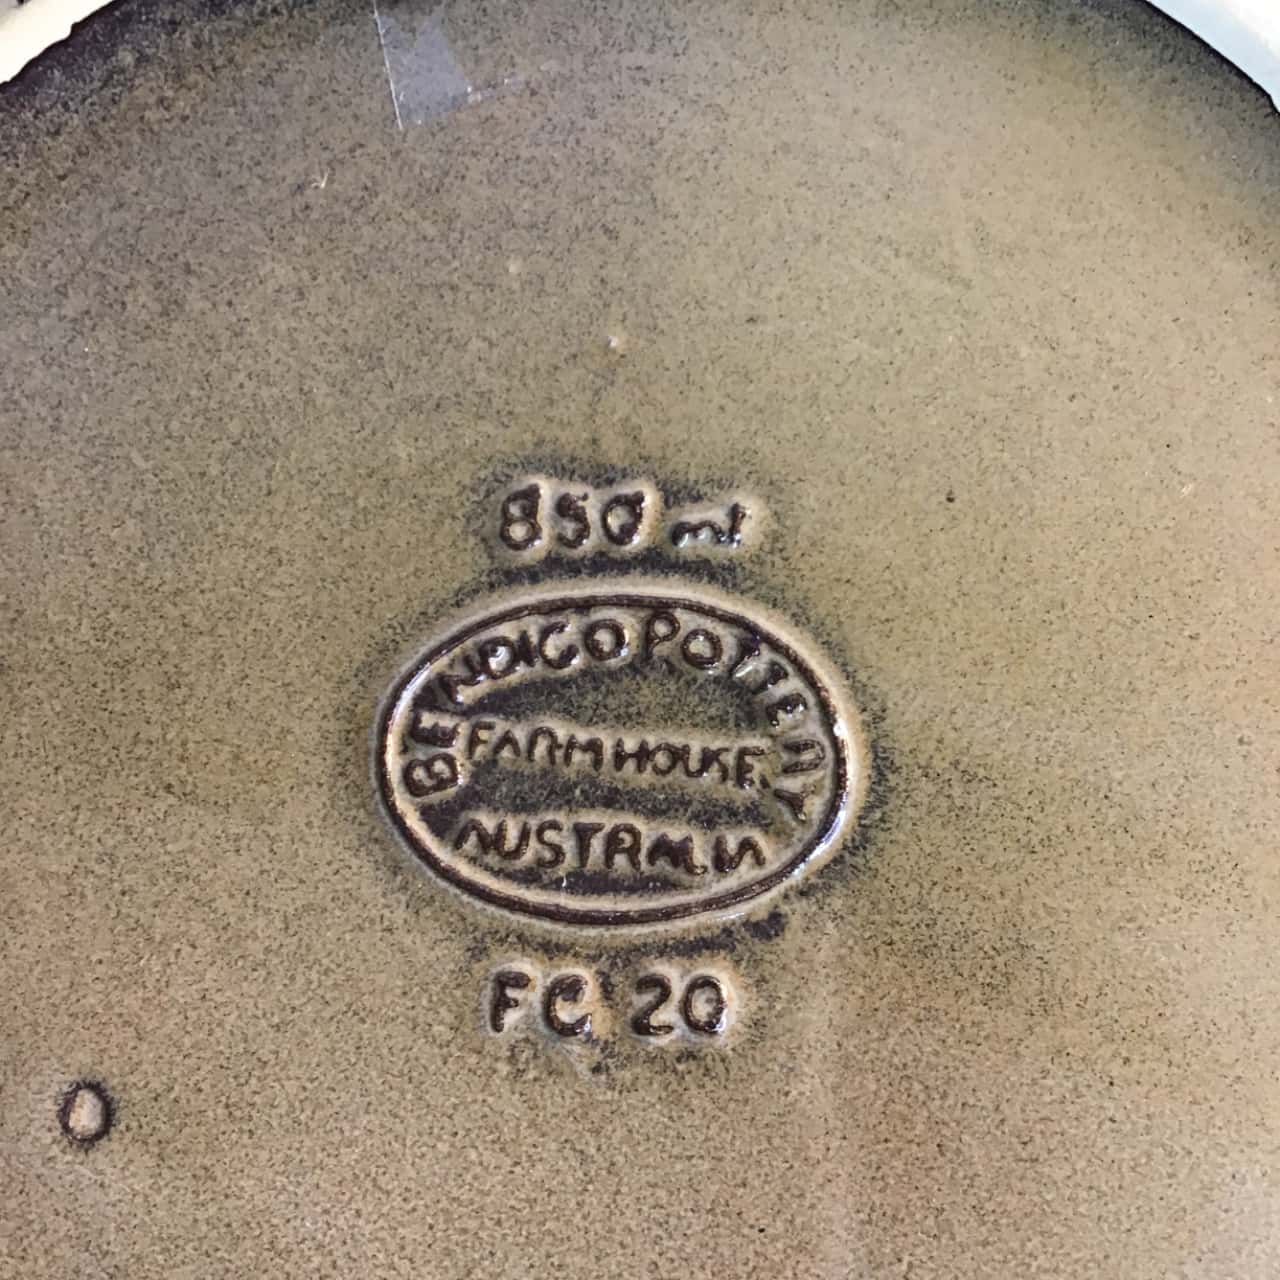 850 ml
BENDIGO POTTERY
FARMHOUSE
AUSTRALIA
FC 20